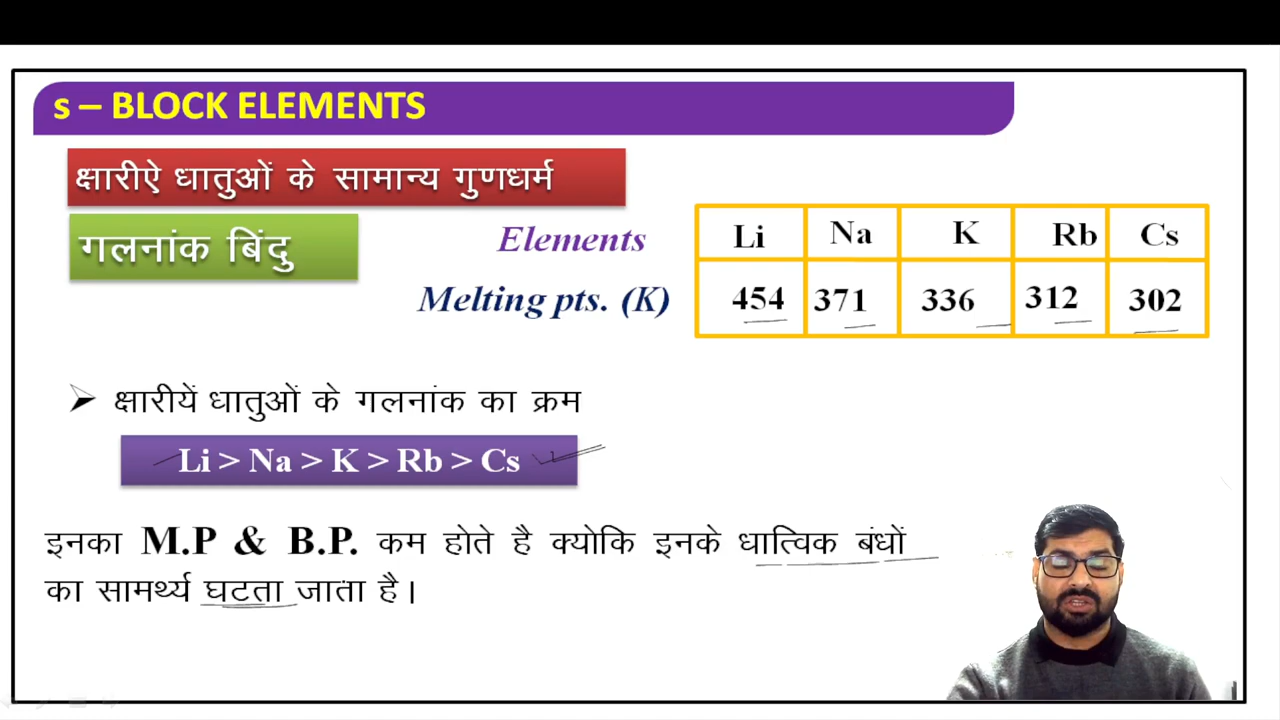 s – BLOCK ELEMENTS
क्षारीऐ धातुओं के सामान्य गुणधर्म
गलनांक बिंदु
Elements Li Na K Rb Cs
Melting pts. (K) 454 371 336 312 302
क्षारीयें धातुओं के गलनांक का क्रम
Li > Na > K > Rb > Cs
इनका M.P & B.P. कम होते है क्योकि इनके धात्विक बंधों
का सामर्थ्य घटता जाता है।